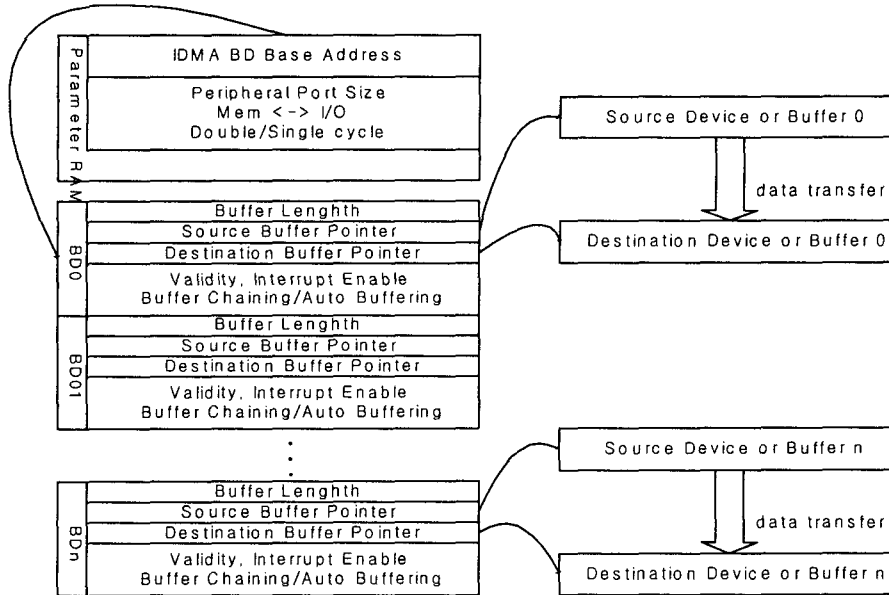 Parameter RAM
IDMA BD Base Address
Peripheral Port Size
Mem <-> I/O
Double/Single cycle
BD0
Buffer Lenghth
Source Buffer Pointer
Destination Buffer Pointer
Validity, Interrupt Enable
Buffer Chaining/Auto Buffering
BD01
Buffer Lenghth
Source Buffer Pointer
Destination Buffer Pointer
Validity, Interrupt Enable
Buffer Chaining/Auto Buffering
BDn
Buffer Lenghth
Source Buffer Pointer
Destination Buffer Pointer
Validity, Interrupt Enable
Buffer Chaining/Auto Buffering
Source Device or Buffer 0
data transfer
Destination Device or Buffer 0
Source Device or Buffer n
data transfer
Destination Device or Buffer n